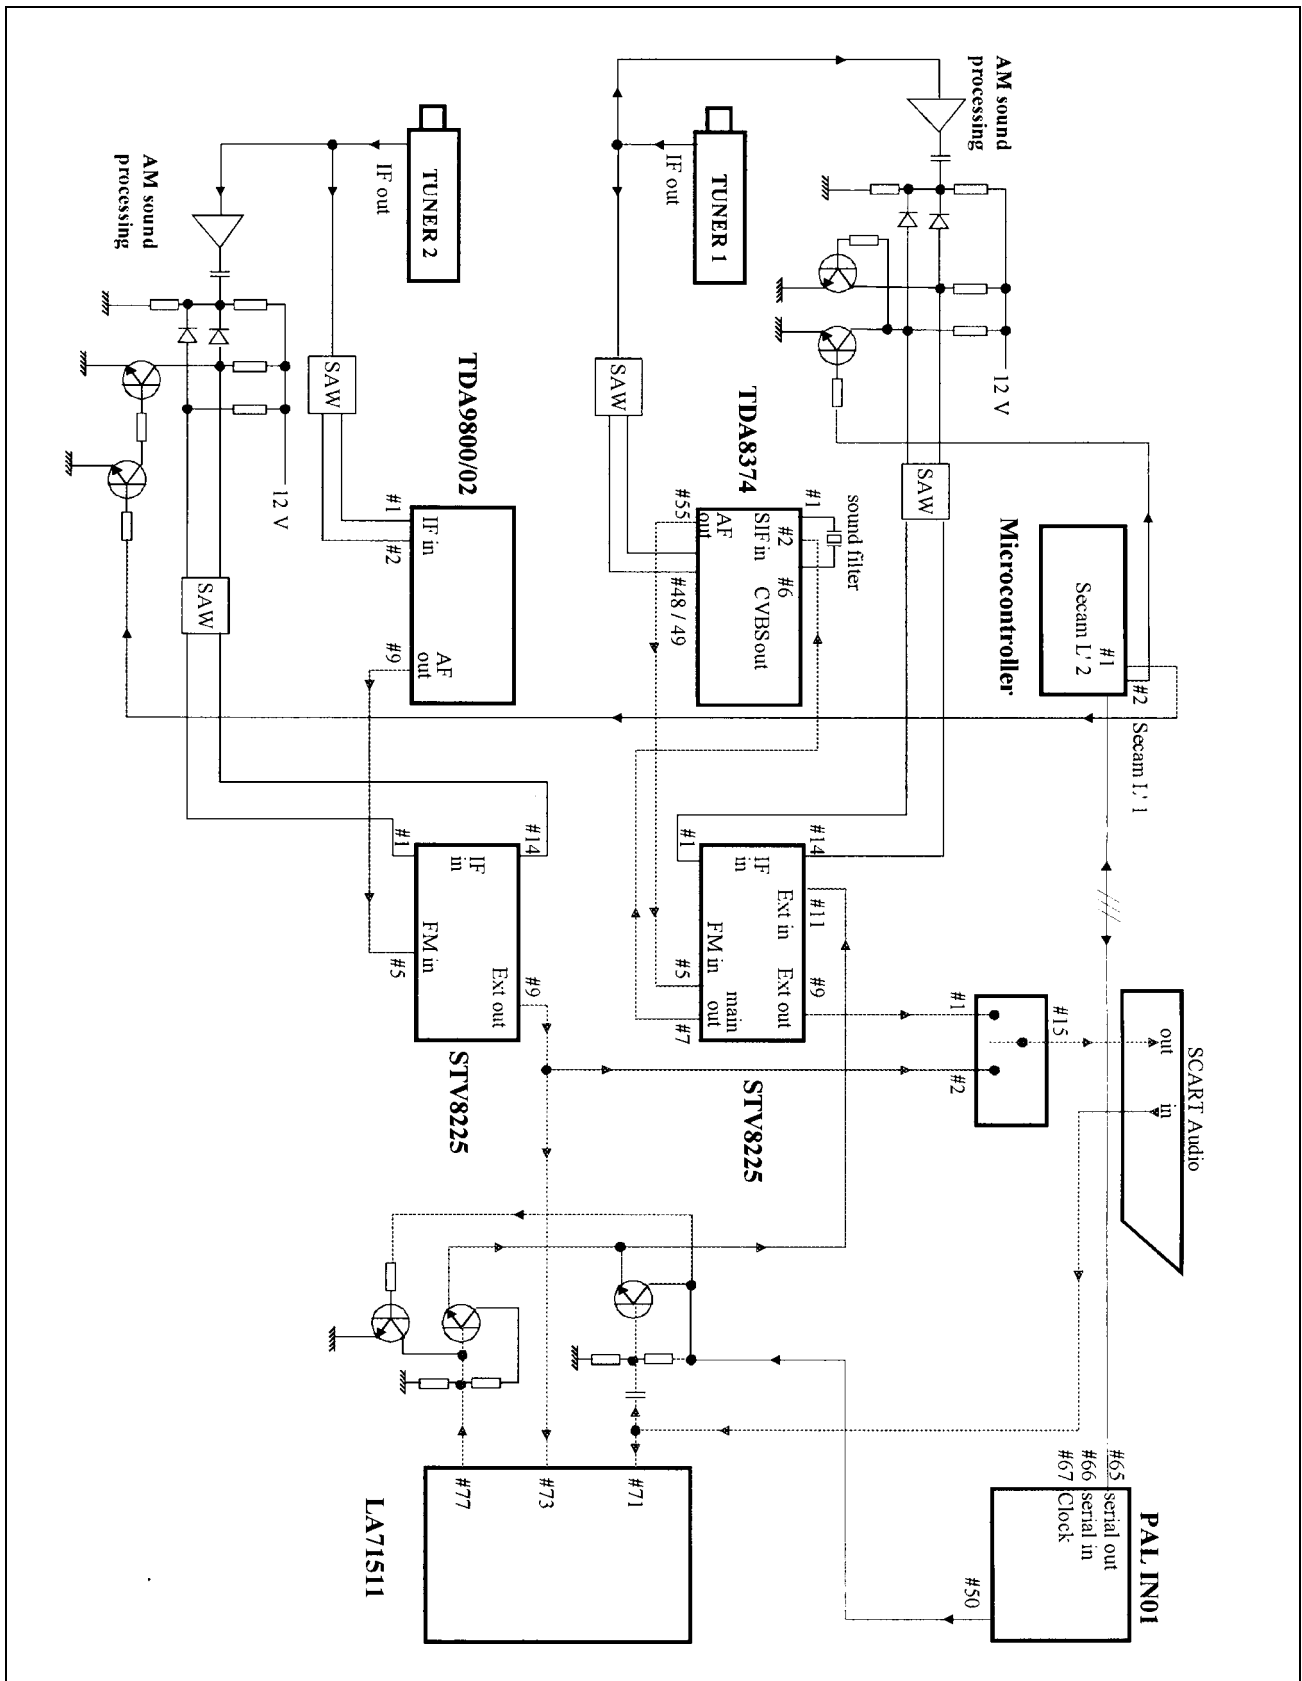 AM sound
processing
12 V
TUNER 1
IF out
SAW
SAW
Microcontroller
Secam L' 2
#1
#2
Secam L' 1
TDA8374
sound filter
#1
#2
SIF in
#6
CVBSout
#55
AF
out
#48 / 49
#14
IF
in
#1
#11
Ext in
#9
Ext out
FM in
#5
main
out
#7
STV8225
#1
#2
#15
SCART Audio
out
in
PAL IN01
#65
serial out
#66
serial in
#67
Clock
#50
TUNER 2
IF out
AM sound
processing
12 V
SAW
SAW
TDA9800/02
#1
IF in
#2
AF
out
#9
#14
IF
in
#1
FM in
#5
#9
Ext out
STV8225
#71
#73
#77
LA71511